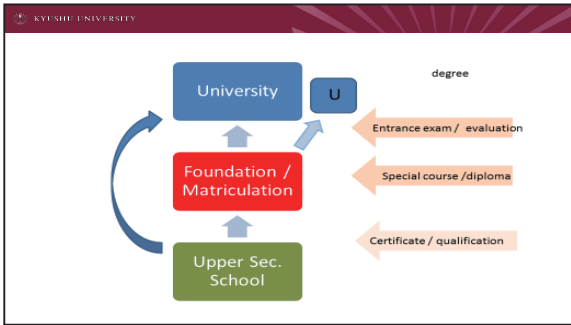 KYUSHU UNIVERSITY
University
U
degree
Entrance exam / evaluation
Foundation /
Matriculation
Special course /diploma
Certificate / qualification
Upper Sec.
School